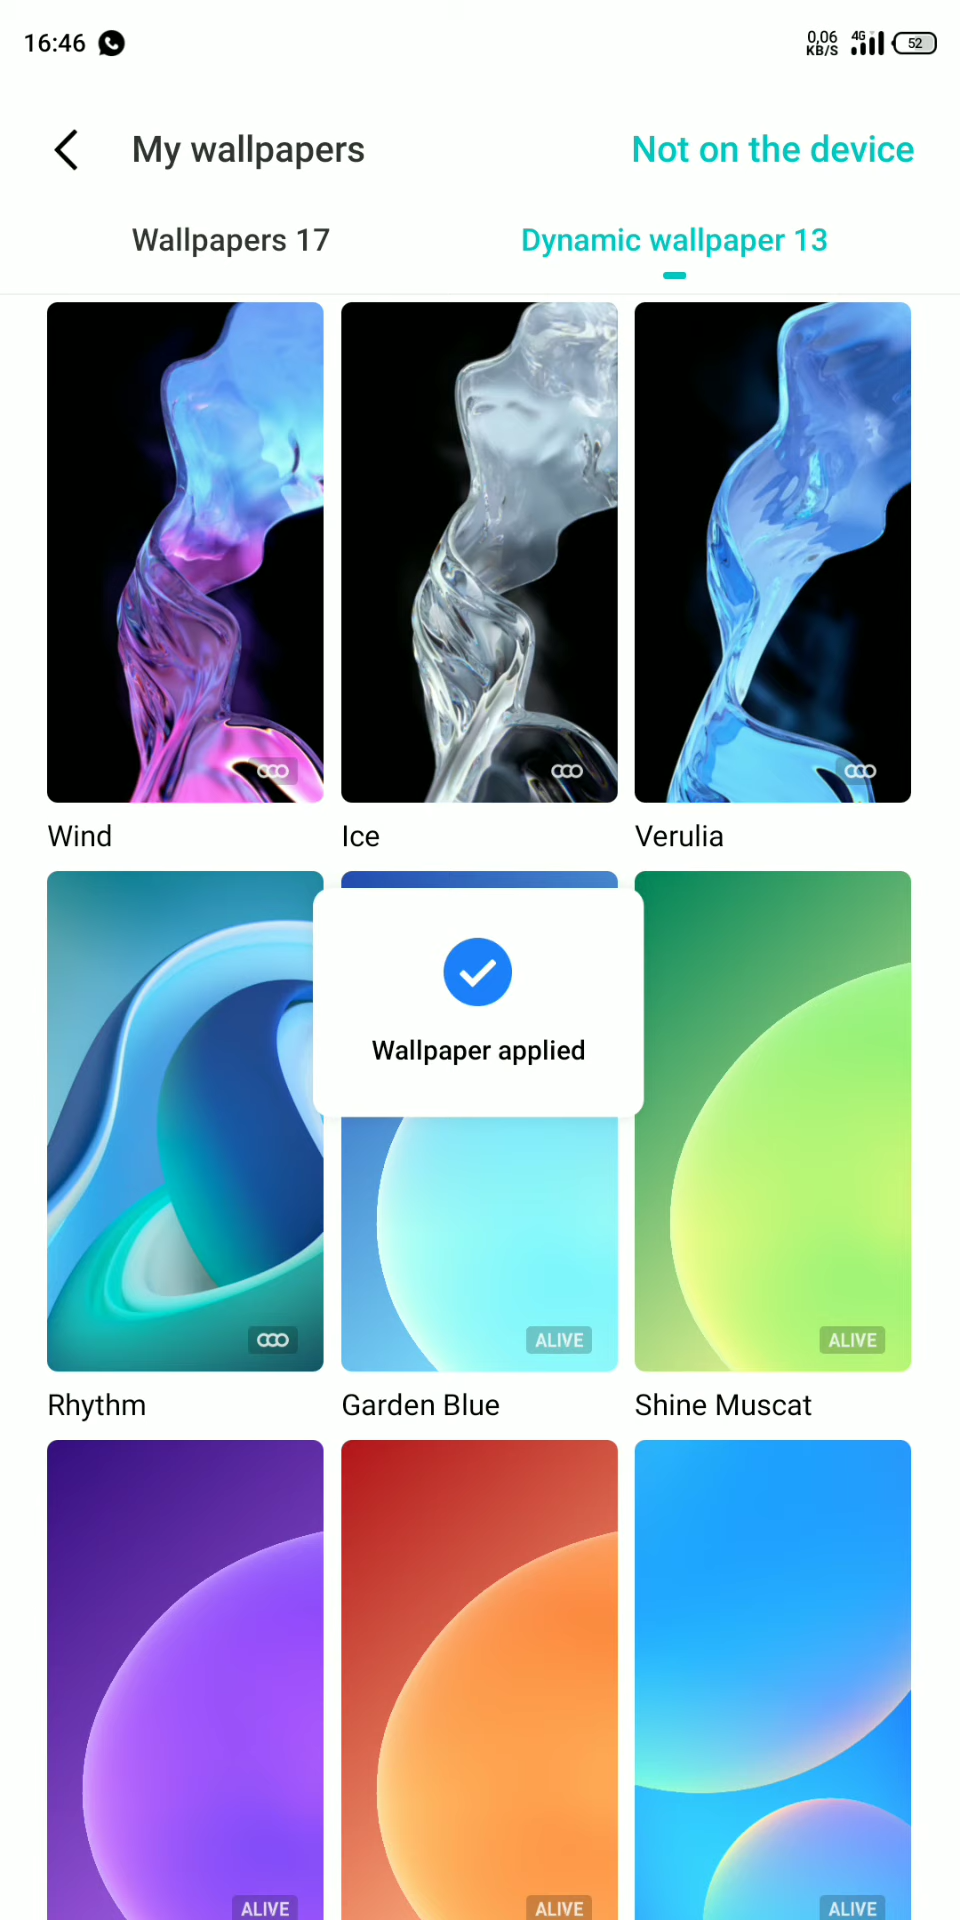 16:46
0,06
KB/S
4G
52
My wallpapers
Not on the device
Wallpapers 17
Dynamic wallpaper 13
Wind
Ice
Verulia
Wallpaper applied
ALIVE
ALIVE
Rhythm
Garden Blue
Shine Muscat
ALIVE
ALIVE
ALIVE